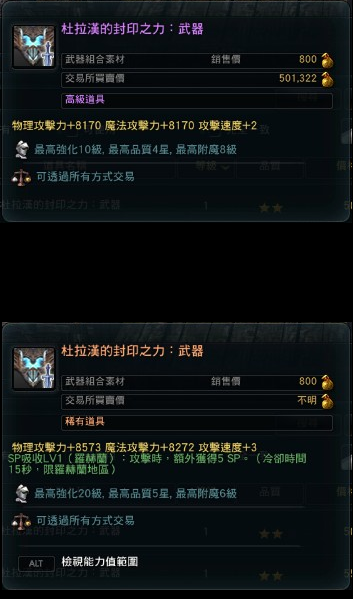 杜拉漢的封印之力：武器
武器組合素材 銷售價 800
交易所買賣價 501,322
高級道具
物理攻擊力+8170 魔法攻擊力+8170 攻擊速度+2
最高強化10級, 最高品質4星, 最高附魔8級
可透過所有方式交易
杜拉漢的封印之力：武器
武器組合素材 銷售價 800
交易所買賣價 不明
稀有道具
物理攻擊力+8573 魔法攻擊力+8272 攻擊速度+3
SP吸收LV1（羅赫蘭）：攻擊時，額外獲得5 SP。（冷卻時間
15秒，限羅赫蘭地區）
最高強化20級, 最高品質5星, 最高附魔6級
可透過所有方式交易
ALT 檢視能力值範圍